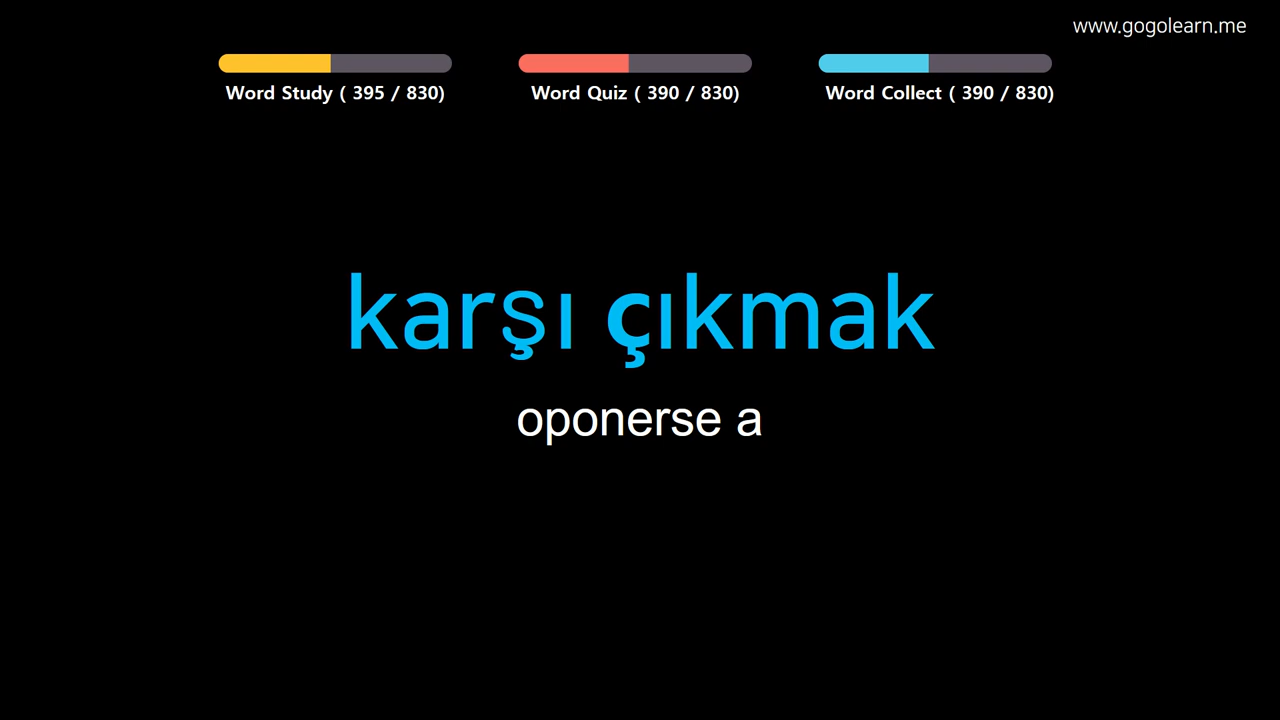 www.gogolearn.me
Word Study ( 395 / 830)
Word Quiz ( 390 / 830)
Word Collect ( 390 / 830)
karşı çıkmak
oponerse a